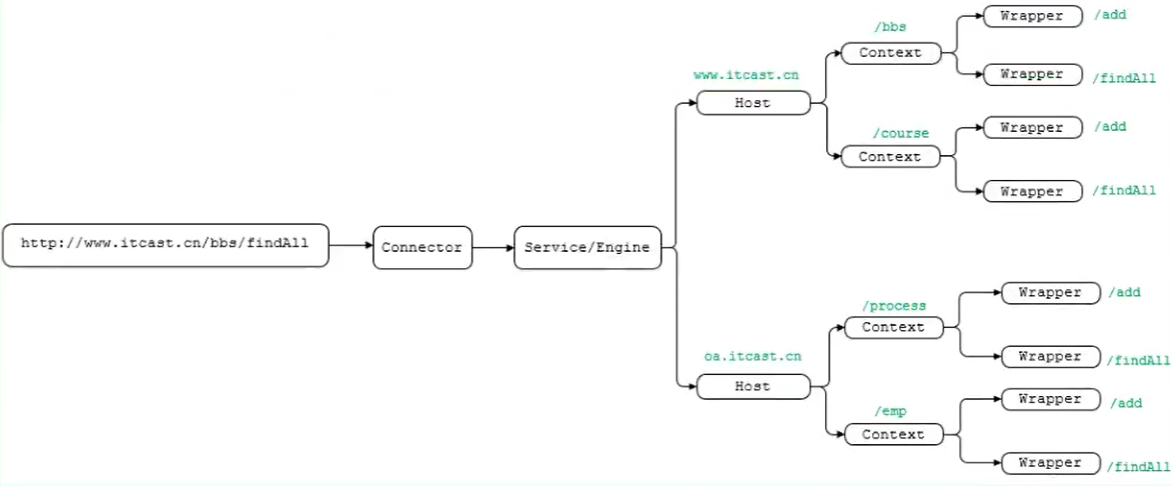 /bbs
Wrapper /add
Context
Wrapper /findAll
www.itcast.cn
Host
/course
Wrapper /add
Context
Wrapper /findAll
http://www.itcast.cn/bbs/findAll
Connector
Service/Engine
/process
Wrapper /add
Context
Wrapper /findAll
oa.itcast.cn
Host
/emp
Wrapper /add
Context
Wrapper /findAll